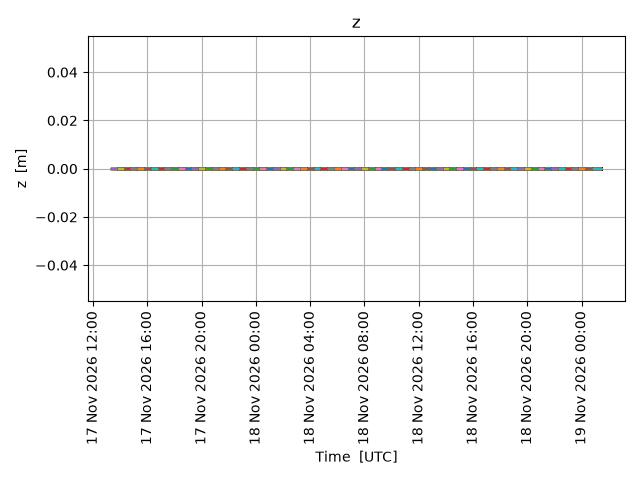 z
z [m]
0.04
0.02
0.00
−0.02
−0.04
17 Nov 2026 12:00
17 Nov 2026 16:00
17 Nov 2026 20:00
18 Nov 2026 00:00
18 Nov 2026 04:00
18 Nov 2026 08:00
18 Nov 2026 12:00
18 Nov 2026 16:00
18 Nov 2026 20:00
19 Nov 2026 00:00
Time [UTC]